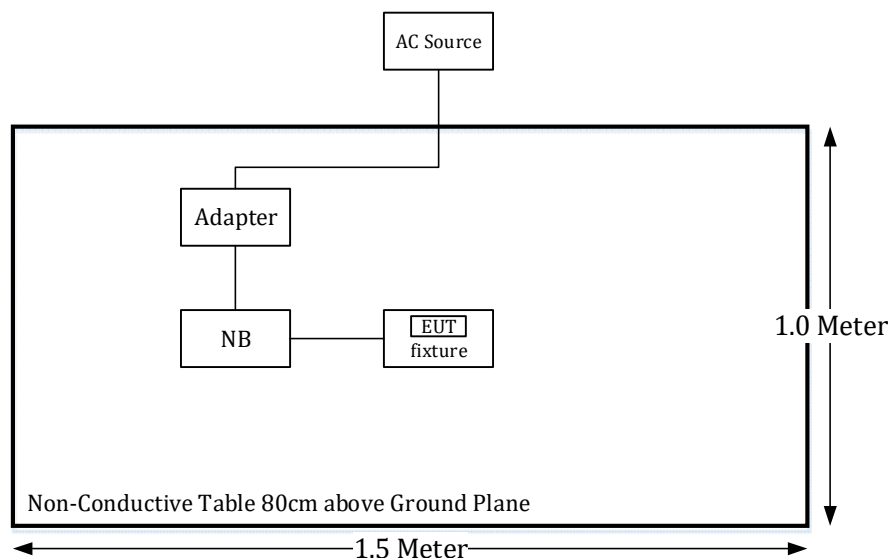 AC Source
Adapter
NB
EUT
fixture
1.0 Meter
Non-Conductive Table 80cm above Ground Plane
1.5 Meter